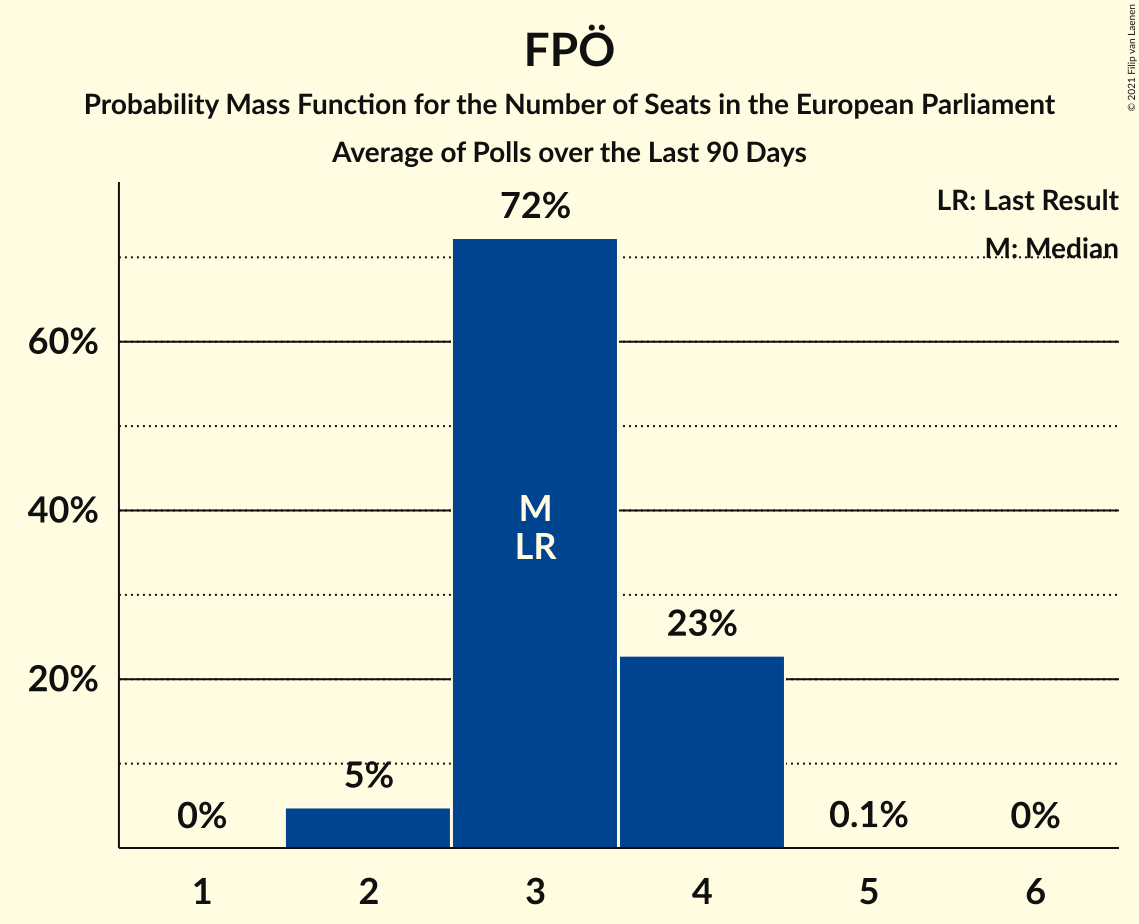 FPÖ
Probability Mass Function for the Number of Seats in the European Parliament
Average of Polls over the Last 90 Days
© 2021 Filip van Laenen
LR: Last Result
M: Median
72%
60%
40%
20%
M
LR
23%
5%
0%
0.1%
0%
1 2 3 4 5 6